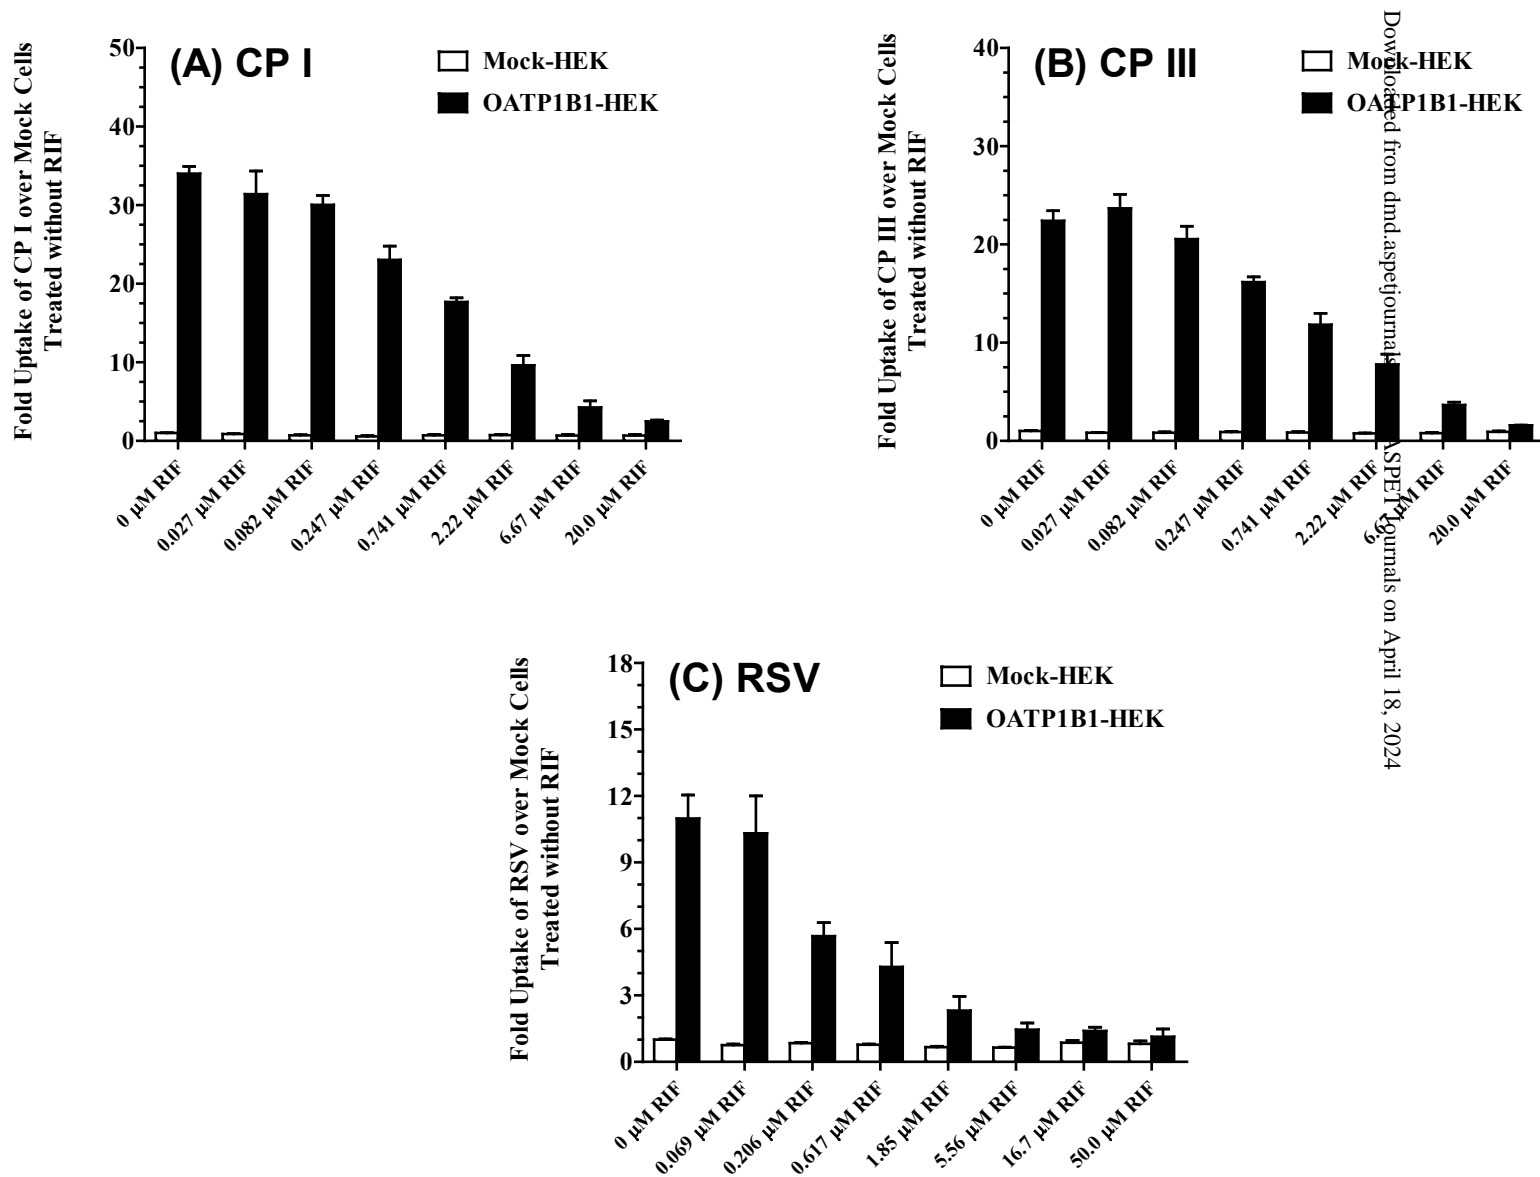 (A) CP I
Mock-HEK
OATP1B1-HEK
Fold Uptake of CP I over Mock Cells
Treated without RIF
50
40
30
20
10
0
0 µM RIF
0.027 µM RIF
0.082 µM RIF
0.247 µM RIF
0.741 µM RIF
2.22 µM RIF
6.67 µM RIF
20.0 µM RIF
(B) CP III
Mock-HEK
OATP1B1-HEK
Fold Uptake of CP III over Mock Cells
Treated without RIF
40
30
20
10
0
0 µM RIF
0.027 µM RIF
0.082 µM RIF
0.247 µM RIF
0.741 µM RIF
2.22 µM RIF
6.67 µM RIF
20.0 µM RIF
Downloaded from dmd.aspetjournals ASPET Journals on April 18, 2024
(C) RSV
Mock-HEK
OATP1B1-HEK
Fold Uptake of RSV over Mock Cells
Treated without RIF
18
15
12
9
6
3
0
0 µM RIF
0.069 µM RIF
0.206 µM RIF
0.617 µM RIF
1.85 µM RIF
5.56 µM RIF
16.7 µM RIF
50.0 µM RIF